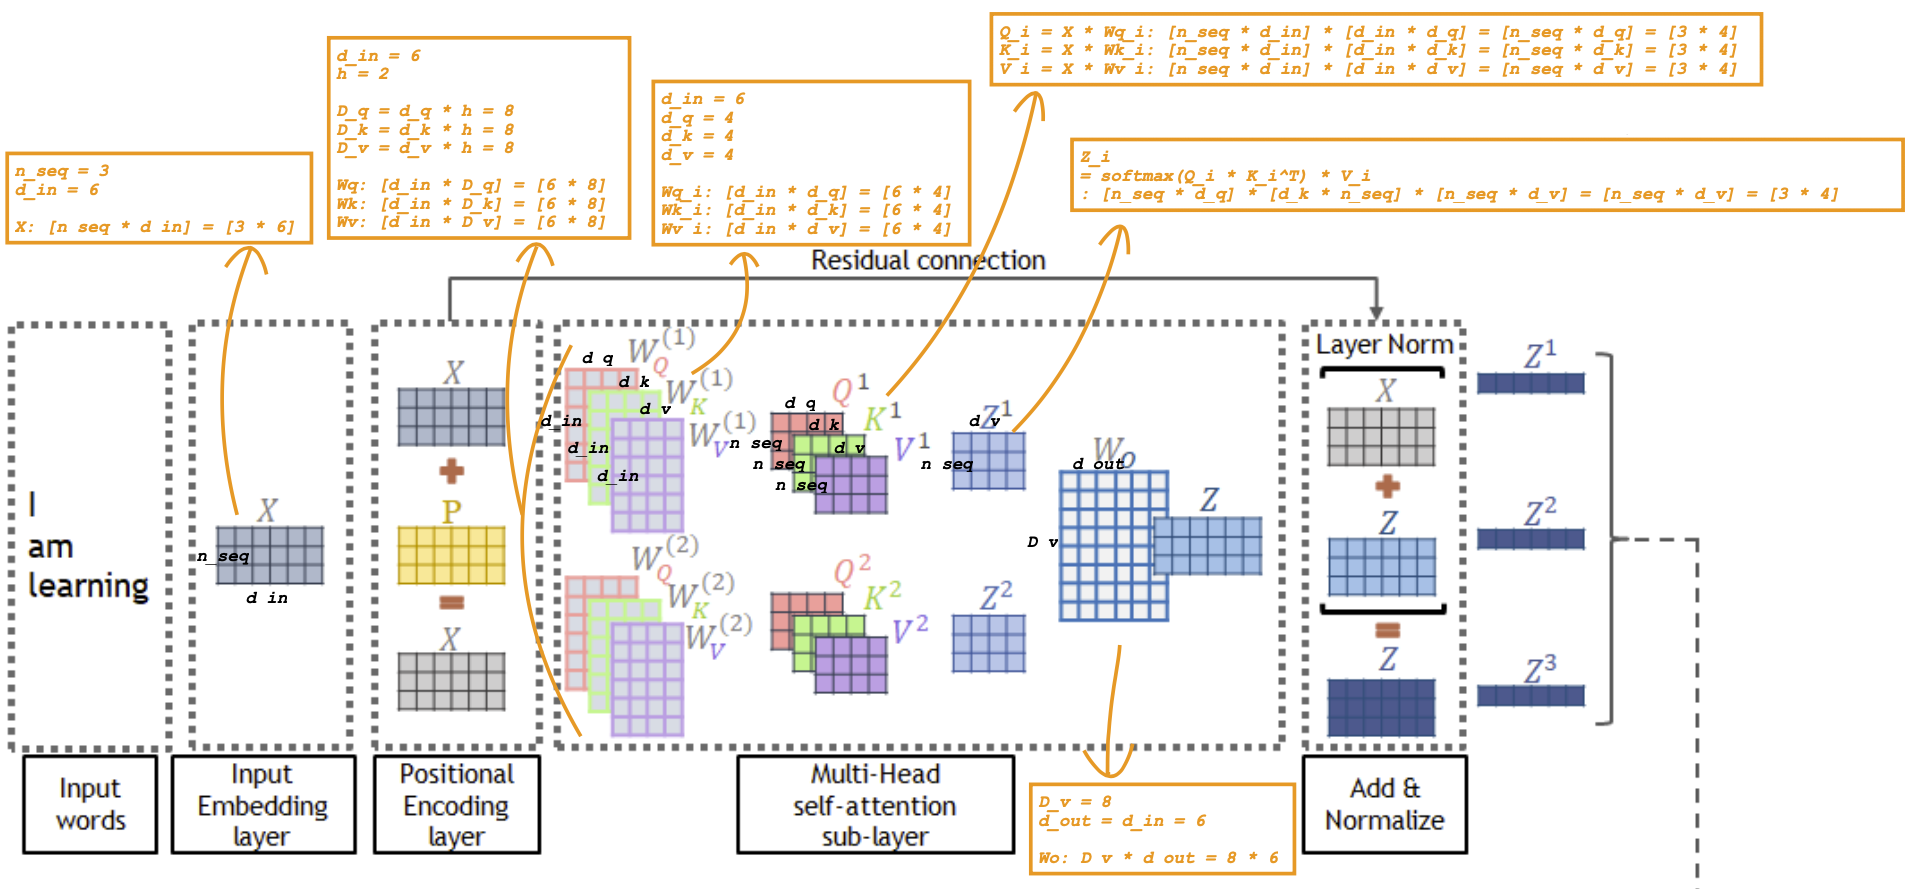 Q_i = X * Wq_i: [n_seq * d_in] * [d_in * d_q] = [n_seq * d_q] = [3 * 4]
K_i = X * Wk_i: [n_seq * d_in] * [d_in * d_k] = [n_seq * d_k] = [3 * 4]
V_i = X * Wv_i: [n_seq * d_in] * [d_in * d_v] = [n_seq * d_v] = [3 * 4]
d_in = 6
h = 2
D_q = d_q * h = 8
D_k = d_k * h = 8
D_v = d_v * h = 8
Wq: [d_in * D_q] = [6 * 8]
Wk: [d_in * D_k] = [6 * 8]
Wv: [d_in * D_v] = [6 * 8]
d_in = 6
d_q = 4
d_k = 4
d_v = 4
Wq_i: [d_in * d_q] = [6 * 4]
Wk_i: [d_in * d_k] = [6 * 4]
Wv_i: [d_in * d_v] = [6 * 4]
Z_i
= softmax(Q_i * K_i^T) * V_i
: [n_seq * d_q] * [d_k * n_seq] * [n_seq * d_v] = [n_seq * d_v] = [3 * 4]
n_seq = 3
d_in = 6
X: [n_seq * d_in] = [3 * 6]
Residual connection
I
am
learning
X
n_seq
d_in
X
P
X
d_q
W_Q^(1)
d_k
W_K^(1)
d_v
W_V^(1)
d_in
d_in
d_in
W_Q^(2)
W_K^(2)
W_V^(2)
d_q
Q^1
d_k
K^1
d_v
V^1
n_seq
n_seq
n_seq
Q^2
K^2
V^2
Z^1
d_v
n_seq
Z^2
W_O
d_out
D_v
Z
Layer Norm
X
Z
Z
Z^1
Z^2
Z^3
Input
words
Input
Embedding
layer
Positional
Encoding
layer
Multi-Head
self-attention
sub-layer
Add &
Normalize
D_v = 8
d_out = d_in = 6
Wo: D_v * d_out = 8 * 6